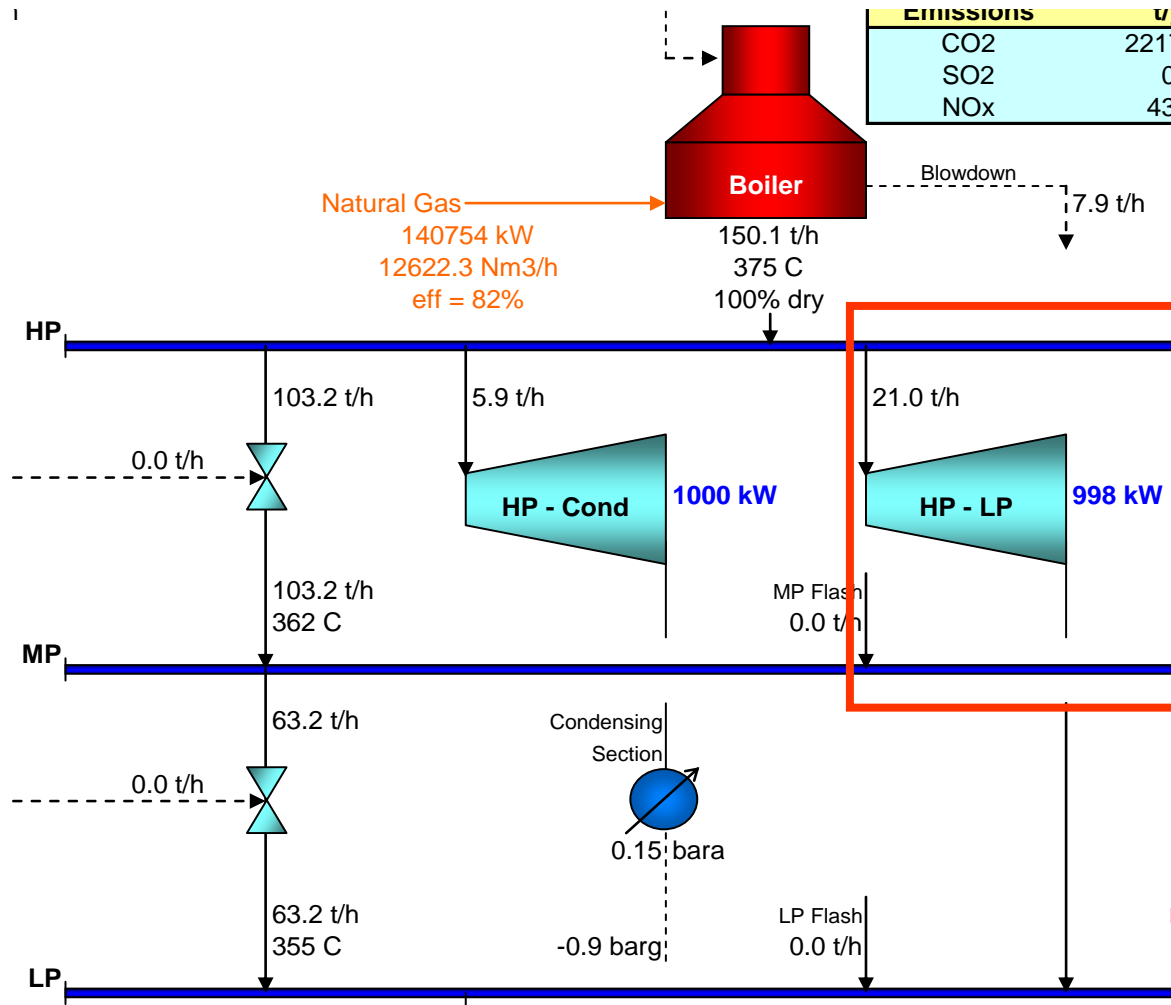 Emissions t/
CO2 2217
SO2 0
NOx 43
Boiler
Blowdown
7.9 t/h
Natural Gas
140754 kW
12622.3 Nm3/h
eff = 82%
150.1 t/h
375 C
100% dry
HP
103.2 t/h
5.9 t/h
21.0 t/h
0.0 t/h
HP - Cond
1000 kW
HP - LP
998 kW
103.2 t/h
362 C
MP Flash
0.0 t/h
MP
63.2 t/h
Condensing
Section
0.0 t/h
0.15 bara
63.2 t/h
355 C
-0.9 barg
LP Flash
0.0 t/h
LP